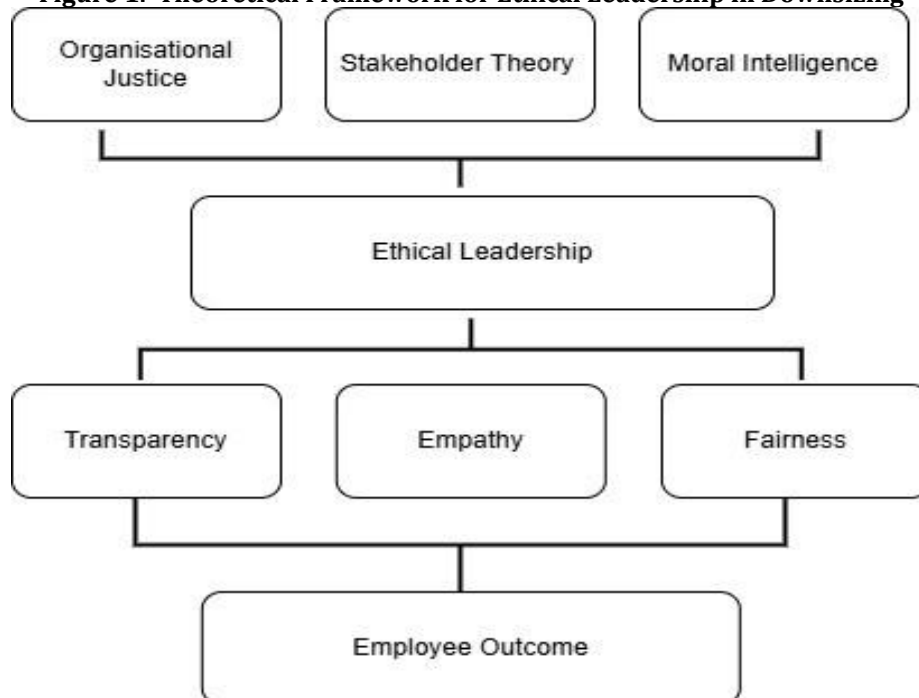 Figure 1: Theoretical Framework for Ethical Leadership in Downsizing
Organisational
Justice
Stakeholder Theory
Moral Intelligence
Ethical Leadership
Transparency
Empathy
Fairness
Employee Outcome